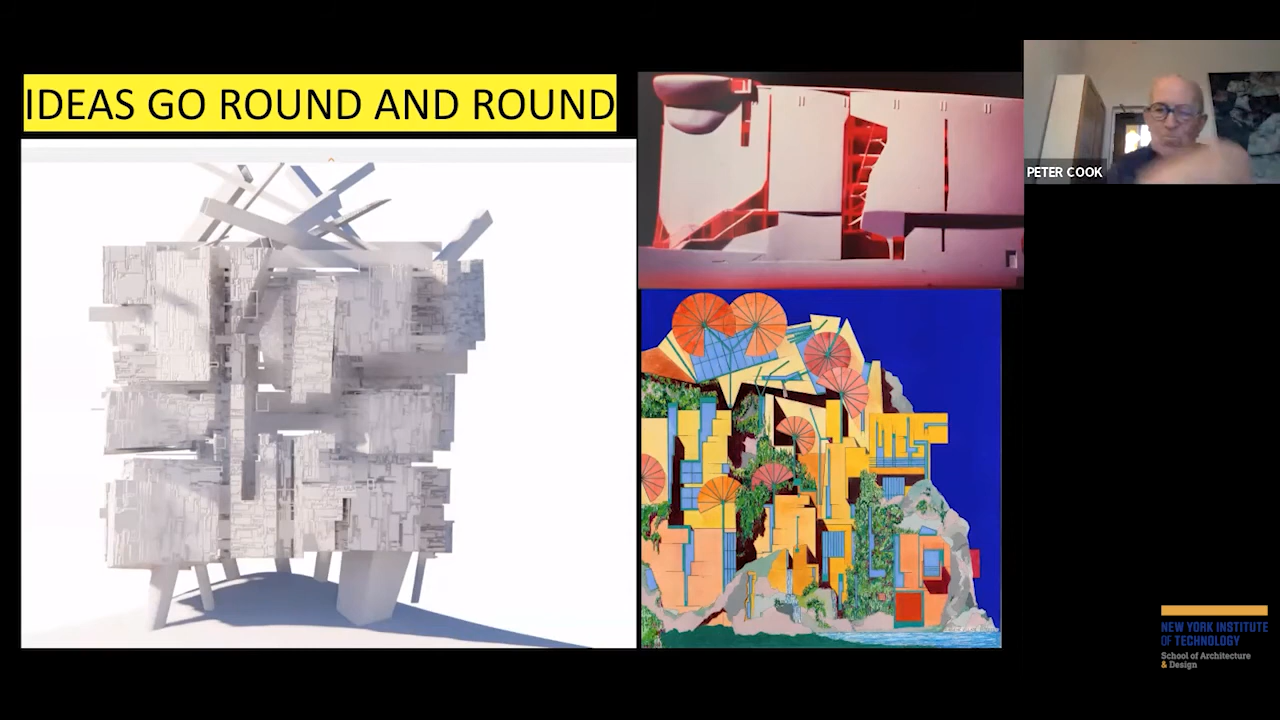 IDEAS GO ROUND AND ROUND
PETER COOK
NEW YORK INSTITUTE
OF TECHNOLOGY
School of Architecture
& Design